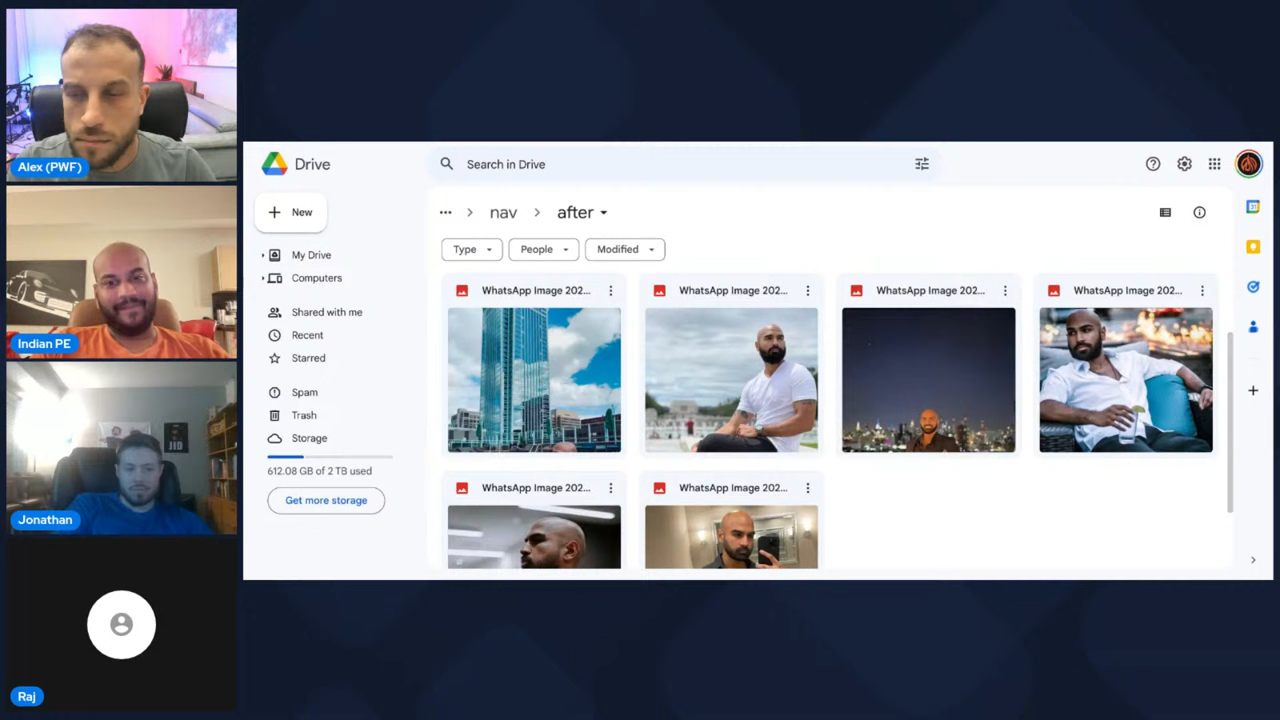 Alex (PWF)
Indian PE
JID
Jonathan
Raj
Drive
Search in Drive
New
My Drive
Computers
Shared with me
Recent
Starred
Spam
Trash
Storage
612.08 GB of 2 TB used
Get more storage
... > nav > after
Type
People
Modified
WhatsApp Image 202...
WhatsApp Image 202...
WhatsApp Image 202...
WhatsApp Image 202...
WhatsApp Image 202...
WhatsApp Image 202...
31